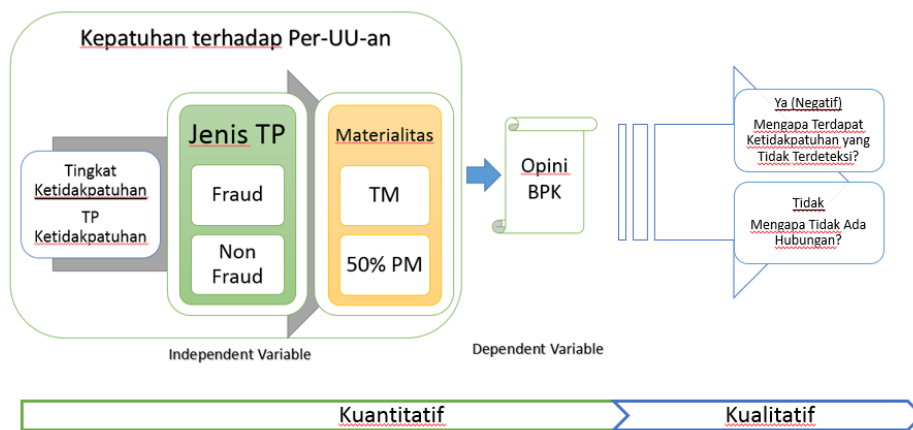 Kepatuhan terhadap Per-UU-an
Tingkat
Ketidakpatuhan
TP
Ketidakpatuhan
Jenis TP
Fraud
Non
Fraud
Materialitas
TM
50% PM
Opini
BPK
Ya (Negatif)
Mengapa Terdapat
Ketidakpatuhan yang
Tidak Terdeteksi?
Tidak
Mengapa Tidak Ada
Hubungan?
Independent Variable
Dependent Variable
Kuantitatif
Kualitatif